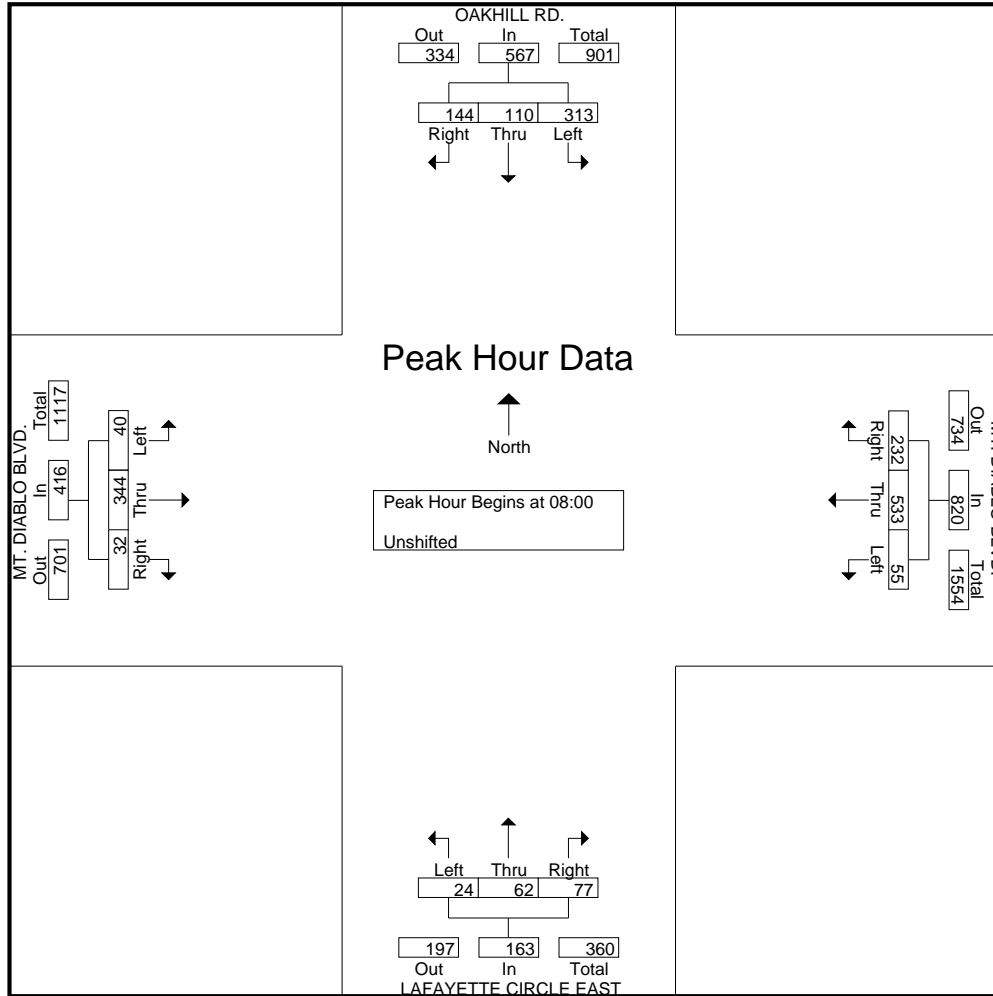 OAKHILL RD.
Out In Total
334 567 901
144 110 313
Right Thru Left
Peak Hour Data
North
Peak Hour Begins at 08:00
Unshifted
MT. DIABLO BLVD.
Total In Out
1117 416 701
40 344 32
Left Thru Right
Out In Total
734 820 1554
232 533 55
Right Thru Left
Left Thru Right
24 62 77
197 163 360
Out In Total
LAFAYETTE CIRCLE EAST